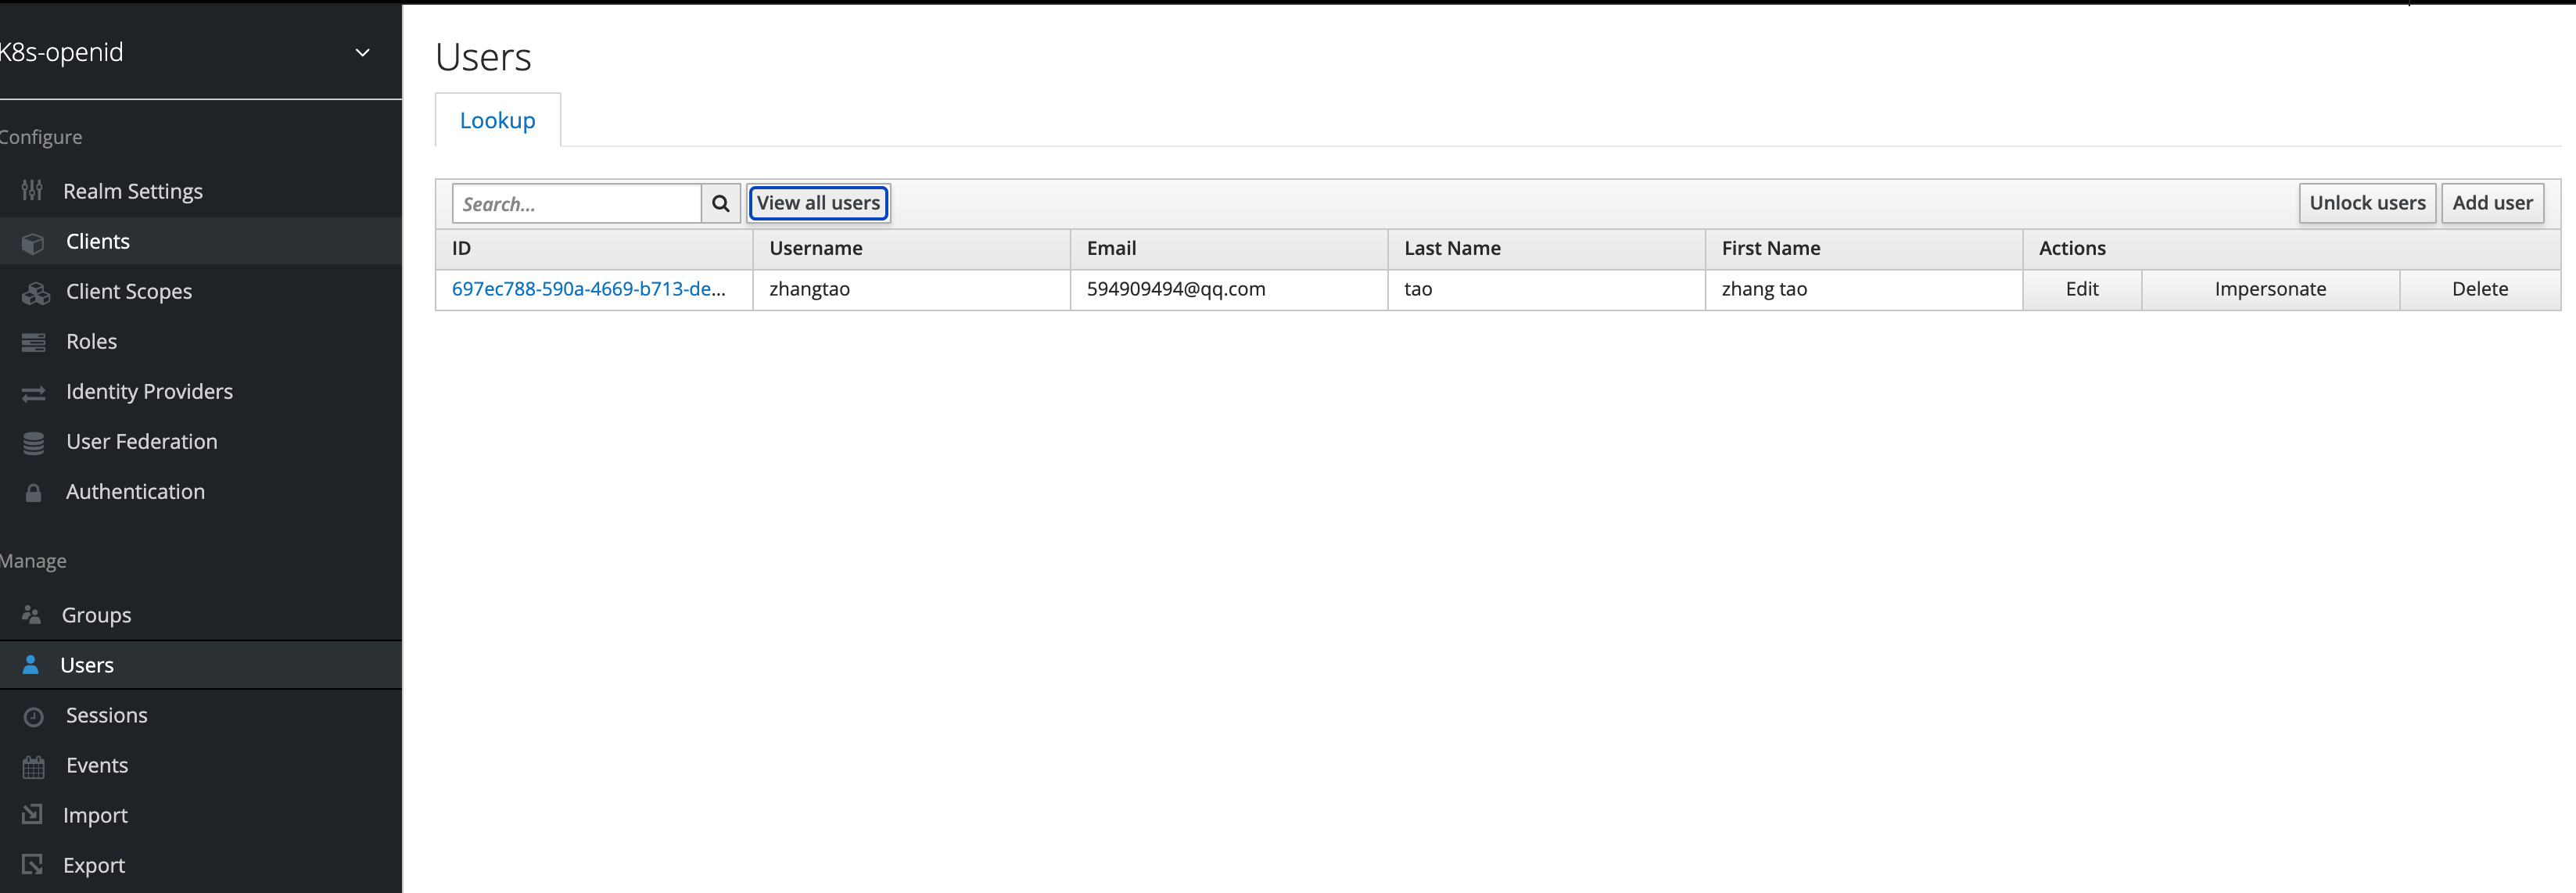 K8s-openid
Configure
Realm Settings
Clients
Client Scopes
Roles
Identity Providers
User Federation
Authentication
Manage
Groups
Users
Sessions
Events
Import
Export
Users
Lookup
Search... View all users Unlock users Add user
ID Username Email Last Name First Name Actions
697ec788-590a-4669-b713-de... zhangtao 594909494@qq.com tao zhang tao Edit Impersonate Delete